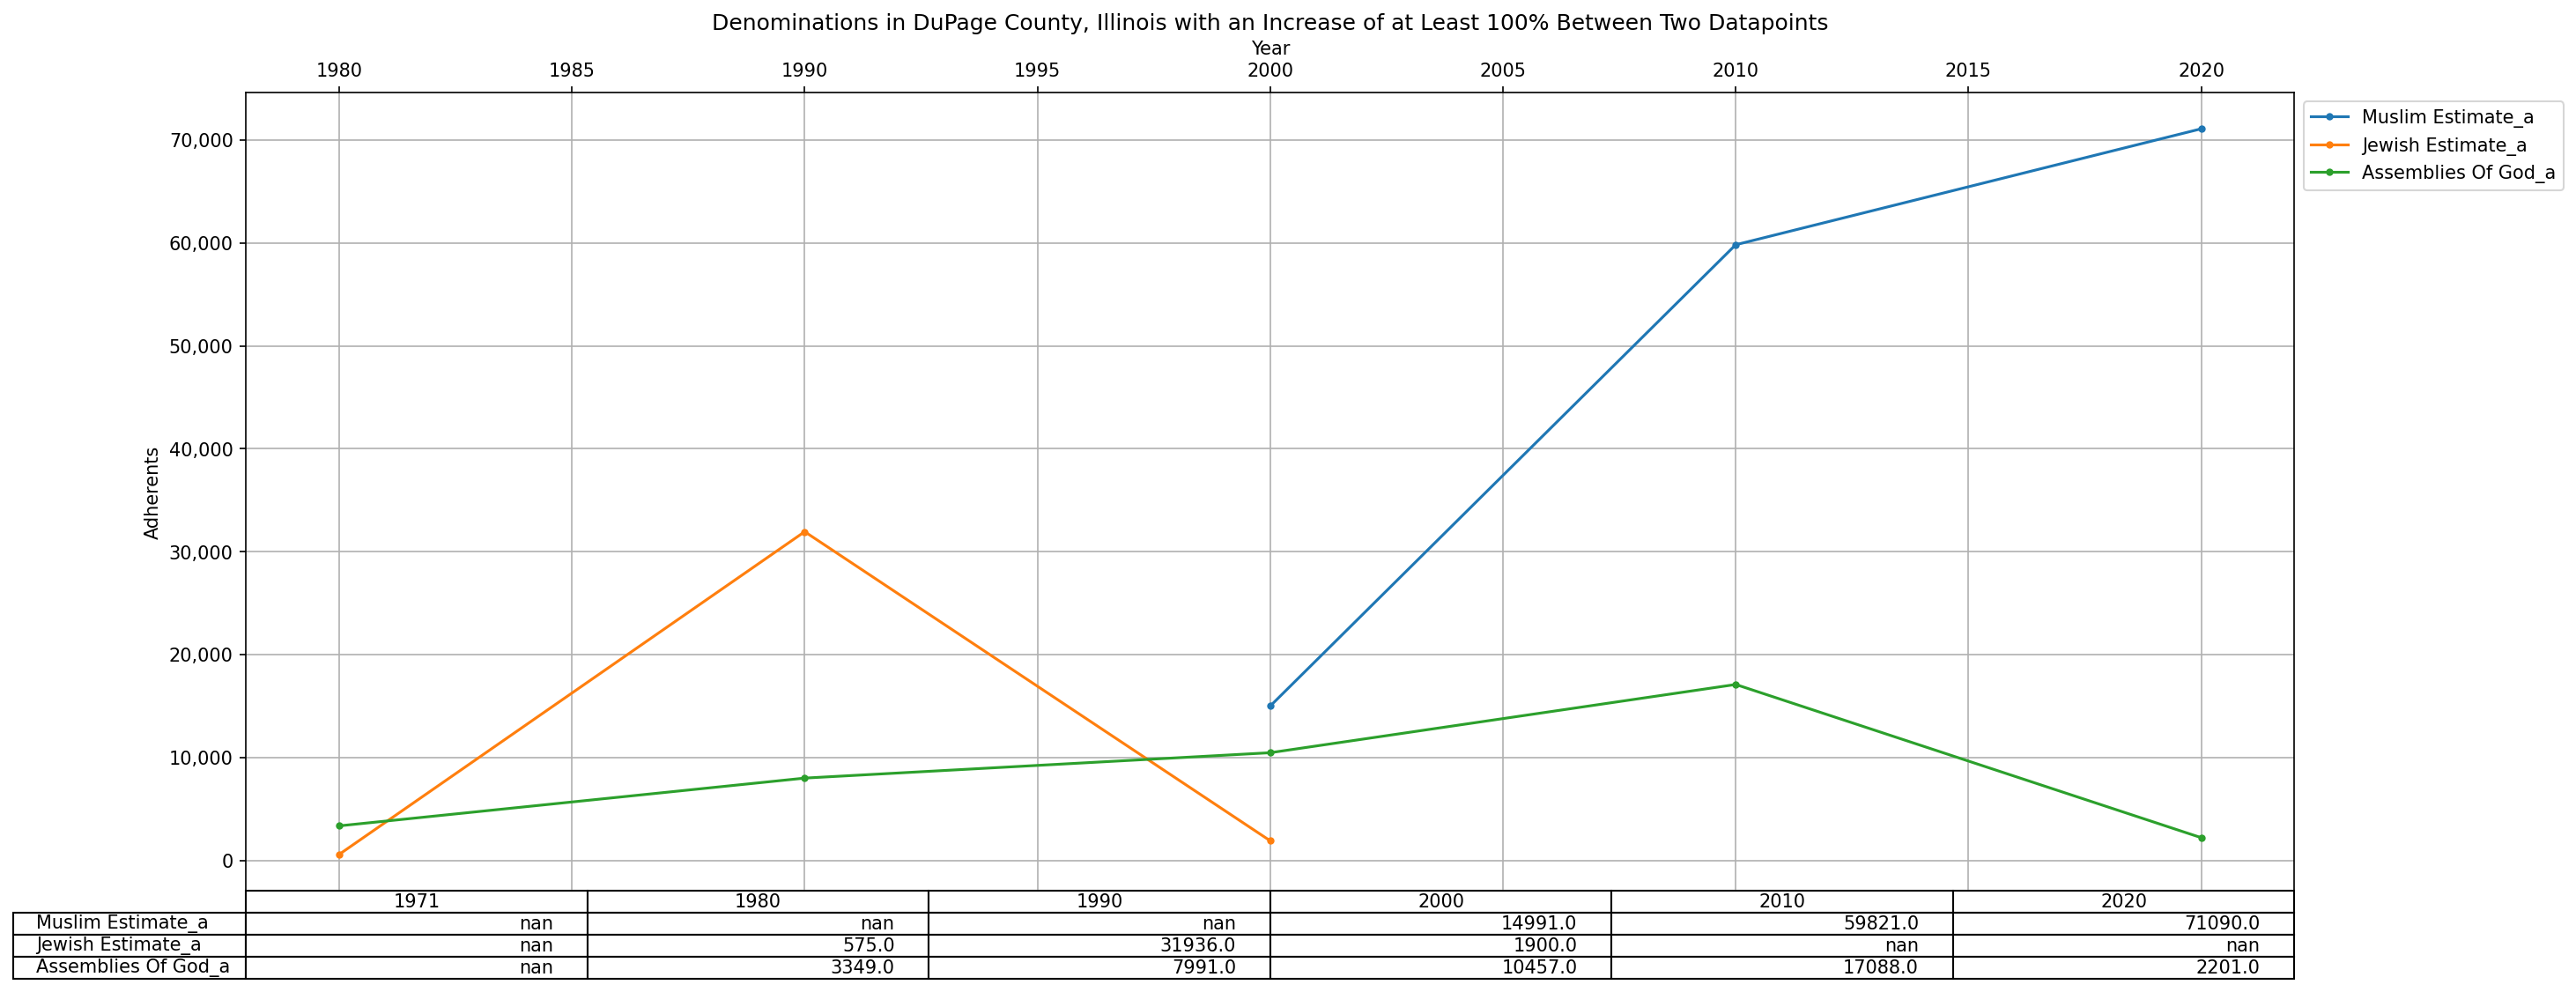 Denominations in DuPage County, Illinois with an Increase of at Least 100% Between Two Datapoints
Year
1980 1985 1990 1995 2000 2005 2010 2015 2020
Muslim Estimate_a
Jewish Estimate_a
Assemblies Of God_a
70,000
60,000
50,000
40,000
30,000
20,000
10,000
0
Adherents
1971 1980 1990 2000 2010 2020
Muslim Estimate_a nan nan nan 14991.0 59821.0 71090.0
Jewish Estimate_a nan 575.0 31936.0 1900.0 nan nan
Assemblies Of God_a nan 3349.0 7991.0 10457.0 17088.0 2201.0